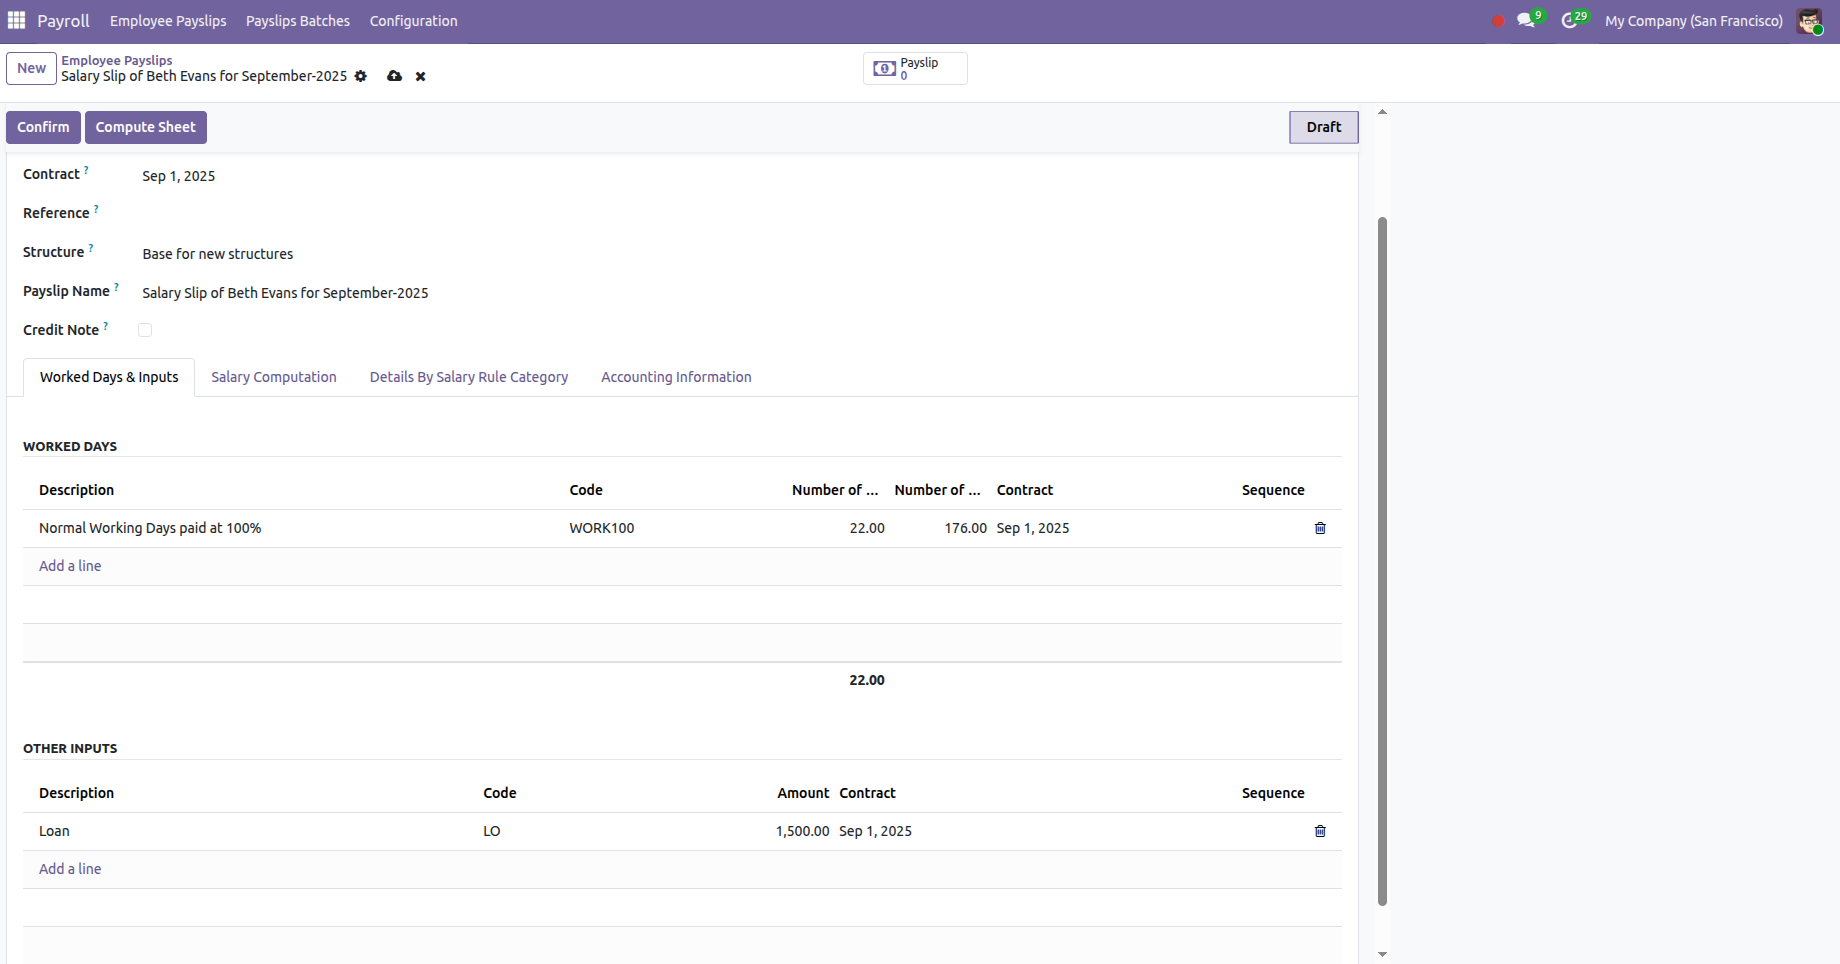 Payroll Employee Payslips Payslips Batches Configuration 9 29 My Company (San Francisco)
New Employee Payslips
Salary Slip of Beth Evans for September-2025
Payslip
0
Confirm Compute Sheet Draft
Contract ? Sep 1, 2025
Reference ?
Structure ? Base for new structures
Payslip Name ? Salary Slip of Beth Evans for September-2025
Credit Note ?
Worked Days & Inputs Salary Computation Details By Salary Rule Category Accounting Information
WORKED DAYS
Description Code Number of ... Number of ... Contract Sequence
Normal Working Days paid at 100% WORK100 22.00 176.00 Sep 1, 2025
Add a line
22.00
OTHER INPUTS
Description Code Amount Contract Sequence
Loan LO 1,500.00 Sep 1, 2025
Add a line